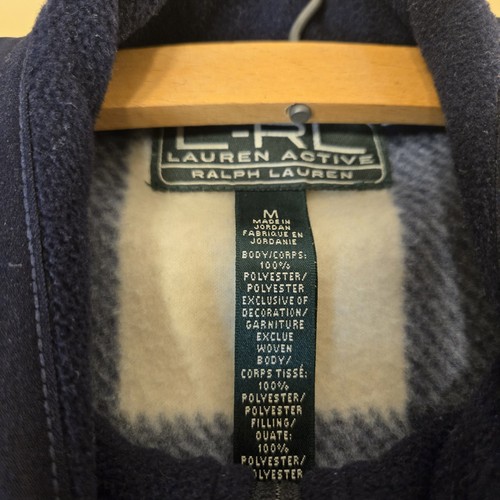 L-RL
LAUREN ACTIVE
RALPH LAUREN
M
MADE IN
JORDAN
FABRIQUE EN
JORDANIE
BODY/CORPS:
100%
POLYESTER/
POLYESTER
EXCLUSIVE OF
DECORATION/
GARNITURE
EXCLUE
WOVEN
BODY/
CORPS TISSÉ:
100%
POLYESTER/
POLYESTER
FILLING/
OUATE:
100%
POLYESTER/